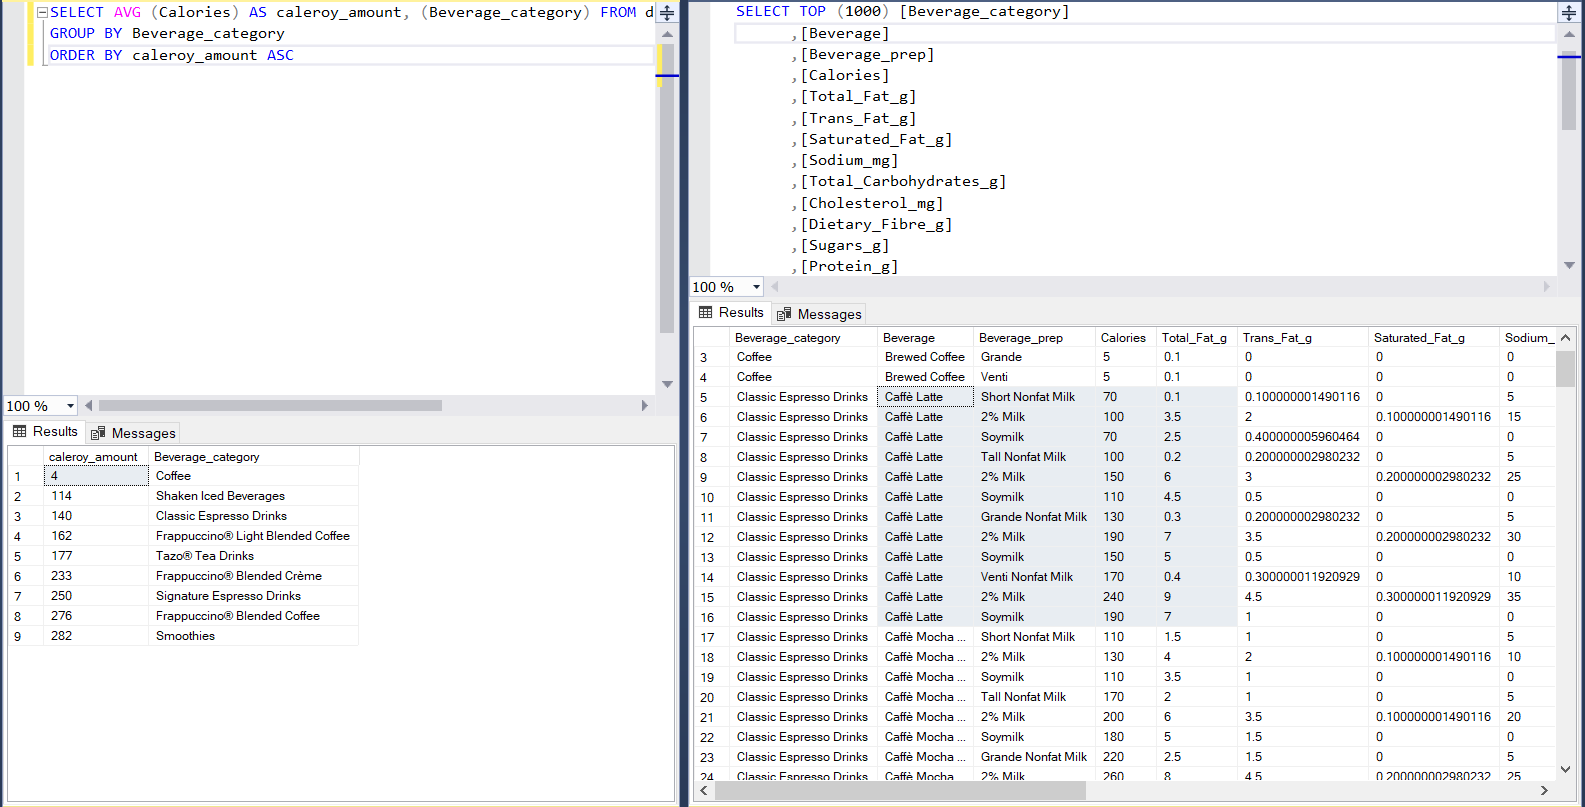 SELECT AVG (Calories) AS caleroy_amount, (Beverage_category) FROM d
GROUP BY Beverage_category
ORDER BY caleroy_amount ASC
100 %
Results Messages
caleroy_amount Beverage_category
1 4 Coffee
2 114 Shaken Iced Beverages
3 140 Classic Espresso Drinks
4 162 Frappuccino® Light Blended Coffee
5 177 Tazo® Tea Drinks
6 233 Frappuccino® Blended Crème
7 250 Signature Espresso Drinks
8 276 Frappuccino® Blended Coffee
9 282 Smoothies
SELECT TOP (1000) [Beverage_category]
,[Beverage]
,[Beverage_prep]
,[Calories]
,[Total_Fat_g]
,[Trans_Fat_g]
,[Saturated_Fat_g]
,[Sodium_mg]
,[Total_Carbohydrates_g]
,[Cholesterol_mg]
,[Dietary_Fibre_g]
,[Sugars_g]
,[Protein_g]
100 %
Results Messages
Beverage_category Beverage Beverage_prep Calories Total_Fat_g Trans_Fat_g Saturated_Fat_g Sodium_
3 Coffee Brewed Coffee Grande 5 0.1 0 0 0
4 Coffee Brewed Coffee Venti 5 0.1 0 0 0
5 Classic Espresso Drinks Caffè Latte Short Nonfat Milk 70 0.1 0.100000001490116 0 5
6 Classic Espresso Drinks Caffè Latte 2% Milk 100 3.5 2 0.100000001490116 15
7 Classic Espresso Drinks Caffè Latte Soymilk 70 2.5 0.400000005960464 0 0
8 Classic Espresso Drinks Caffè Latte Tall Nonfat Milk 100 0.2 0.200000002980232 0 5
9 Classic Espresso Drinks Caffè Latte 2% Milk 150 6 3 0.200000002980232 25
10 Classic Espresso Drinks Caffè Latte Soymilk 110 4.5 0.5 0 0
11 Classic Espresso Drinks Caffè Latte Grande Nonfat Milk 130 0.3 0.200000002980232 0 5
12 Classic Espresso Drinks Caffè Latte 2% Milk 190 7 3.5 0.200000002980232 30
13 Classic Espresso Drinks Caffè Latte Soymilk 150 5 0.5 0 0
14 Classic Espresso Drinks Caffè Latte Venti Nonfat Milk 170 0.4 0.300000011920929 0 10
15 Classic Espresso Drinks Caffè Latte 2% Milk 240 9 4.5 0.300000011920929 35
16 Classic Espresso Drinks Caffè Latte Soymilk 190 7 1 0 0
17 Classic Espresso Drinks Caffè Mocha ... Short Nonfat Milk 110 1.5 1 0 5
18 Classic Espresso Drinks Caffè Mocha ... 2% Milk 130 4 2 0.100000001490116 10
19 Classic Espresso Drinks Caffè Mocha ... Soymilk 110 3.5 1 0 0
20 Classic Espresso Drinks Caffè Mocha ... Tall Nonfat Milk 170 2 1 0 5
21 Classic Espresso Drinks Caffè Mocha ... 2% Milk 200 6 3.5 0.100000001490116 20
22 Classic Espresso Drinks Caffè Mocha ... Soymilk 180 5 1.5 0 0
23 Classic Espresso Drinks Caffè Mocha ... Grande Nonfat Milk 220 2.5 1.5 0 5
24 Classic Espresso Drinks Caffè Mocha 2% Milk 260 8 4.5 0.200000002980232 25